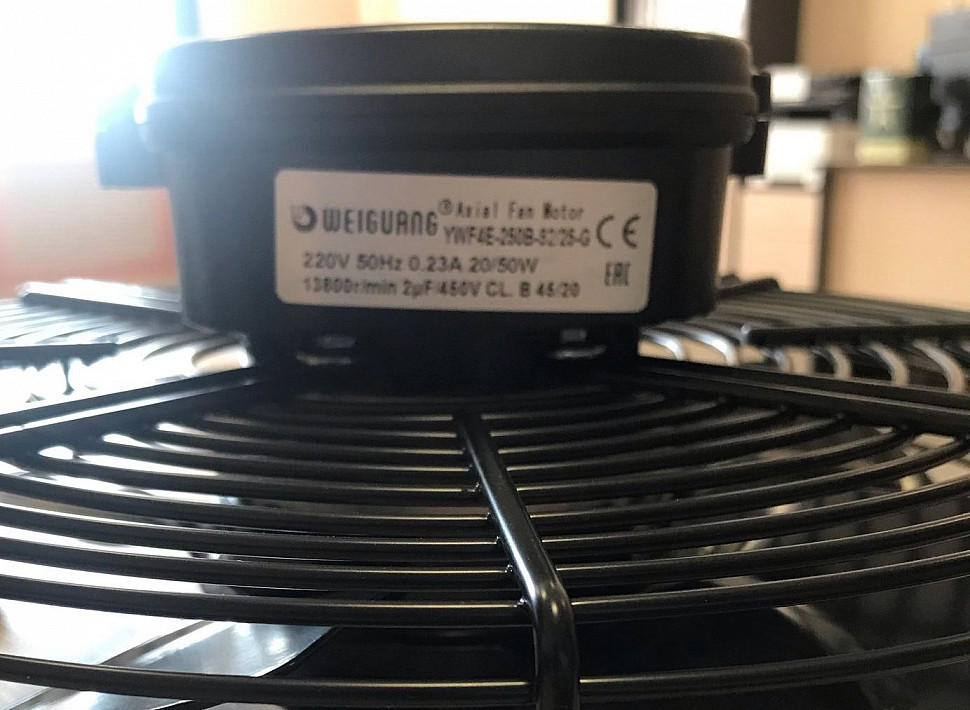 WEIGUANG ® Axial Fan Motor
YWF4E-250B-92/25-G CE
220V 50Hz 0.23A 20/50W EAC
13800r/min 2μF/450V CL. B 45/20